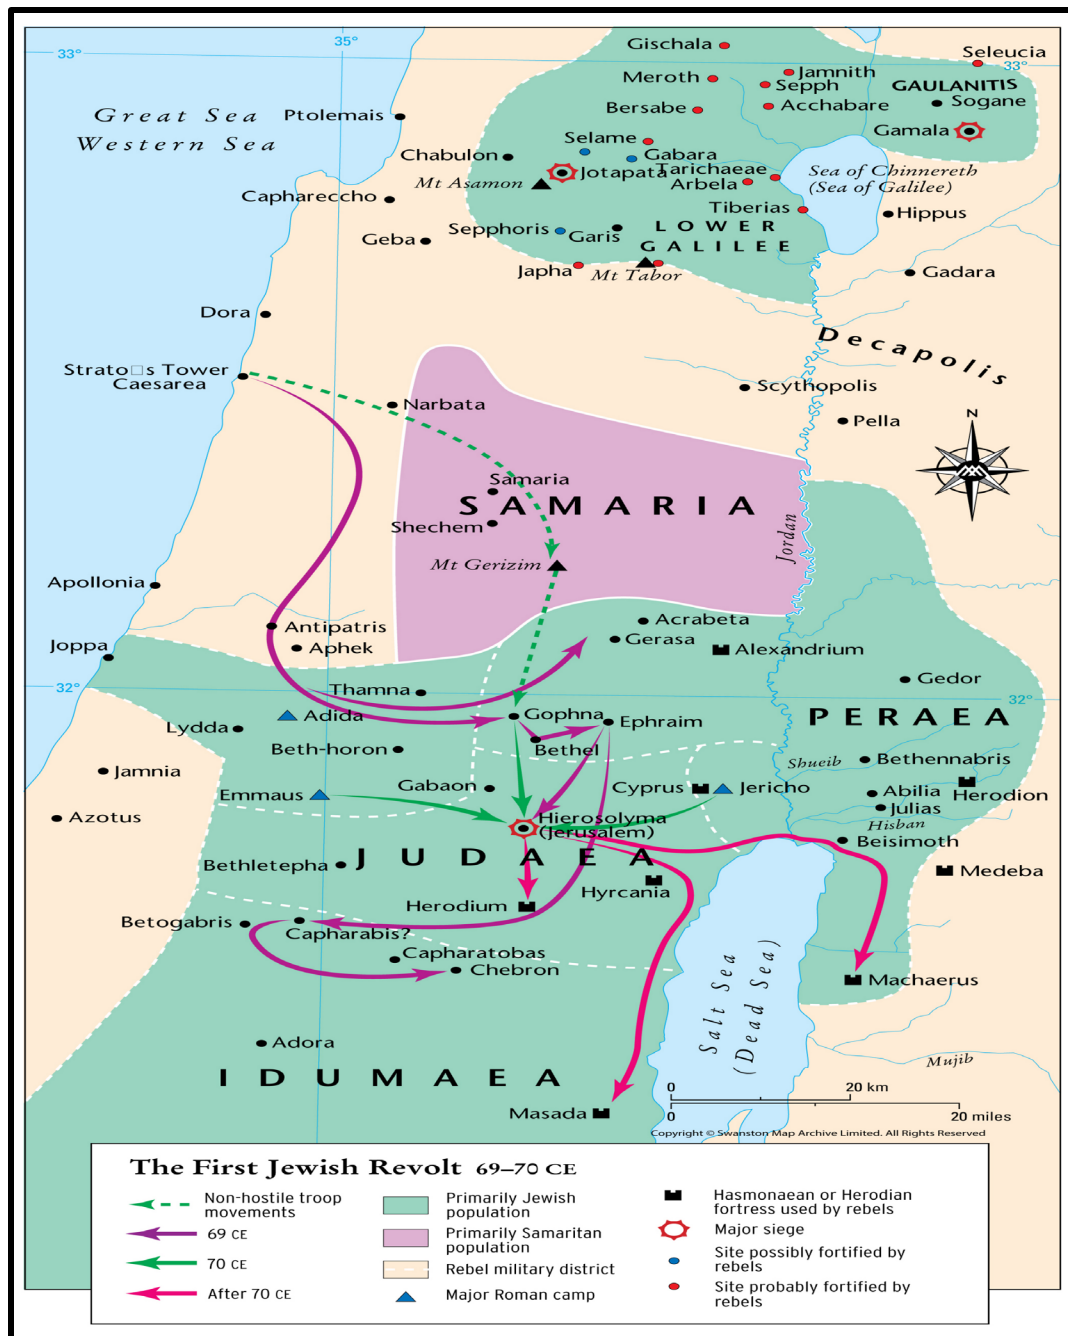 33°
35°
Gischala
Seleucia
33°
Meroth
Jamnith
Sepph
GAULANITIS
Sogane
Great Sea
Western Sea
Ptolemais
Bersabe
Acchabare
Gamala
Selame
Gabara
Chabulon
Jotapata
Tarichaeae
Arbela
Sea of Chinnereth
(Sea of Galilee)
Mt Asamon
Caphareccho
Tiberias
Hippus
Sepphoris
Garis
LOWER
GALILEE
Geba
Japha
Mt Tabor
Gadara
Dora
Decapolis
Strato□s Tower
Caesarea
Scythopolis
Narbata
Pella
N
Samaria
SAMARIA
Shechem
Jordan
Mt Gerizim
Apollonia
Acrabeta
Antipatris
Gerasa
Joppa
Aphek
Alexandrium
32°
Thamna
Gedor
32°
Adida
Gophna
Ephraim
PERAEA
Lydda
Beth-horon
Bethel
Shueib
Bethennabris
Jamnia
Gabaon
Cyprus
Jericho
Abilia
Herodion
Emmaus
Julias
Azotus
Hierosolyma
(Jerusalem)
Hisban
Beisimoth
JUDAEA
Bethletepha
Hyrcania
Medeba
Herodium
Betogabris
Capharabis?
Capharatobas
Chebron
Machaerus
Salt Sea
(Dead Sea)
Adora
Mujib
IDUMAEA
0 20 km
Masada
0 20 miles
Copyright © Swanston Map Archive Limited. All Rights Reserved
The First Jewish Revolt 69–70 CE
Non-hostile troop
movements
69 CE
70 CE
After 70 CE
Primarily Jewish
population
Primarily Samaritan
population
Rebel military district
Major Roman camp
Hasmonaean or Herodian
fortress used by rebels
Major siege
Site possibly fortified by
rebels
Site probably fortified by
rebels